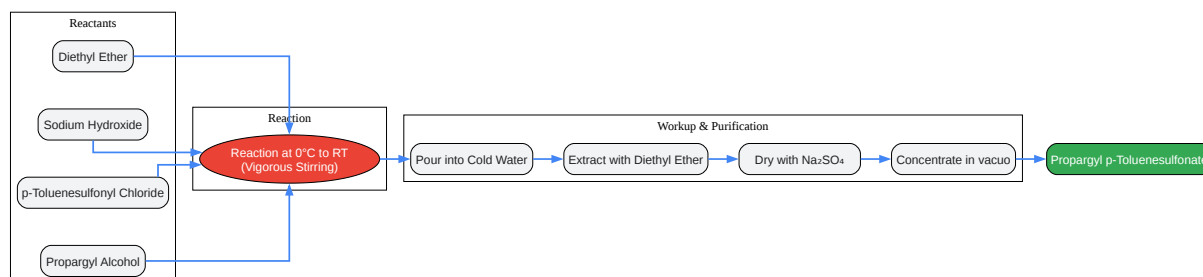 Reactants
Diethyl Ether
Sodium Hydroxide
p-Toluenesulfonyl Chloride
Propargyl Alcohol
Reaction
Reaction at 0°C to RT
(Vigorous Stirring)
Workup & Purification
Pour into Cold Water
Extract with Diethyl Ether
Dry with Na₂SO₄
Concentrate in vacuo
Propargyl p-Toluenesulfonate